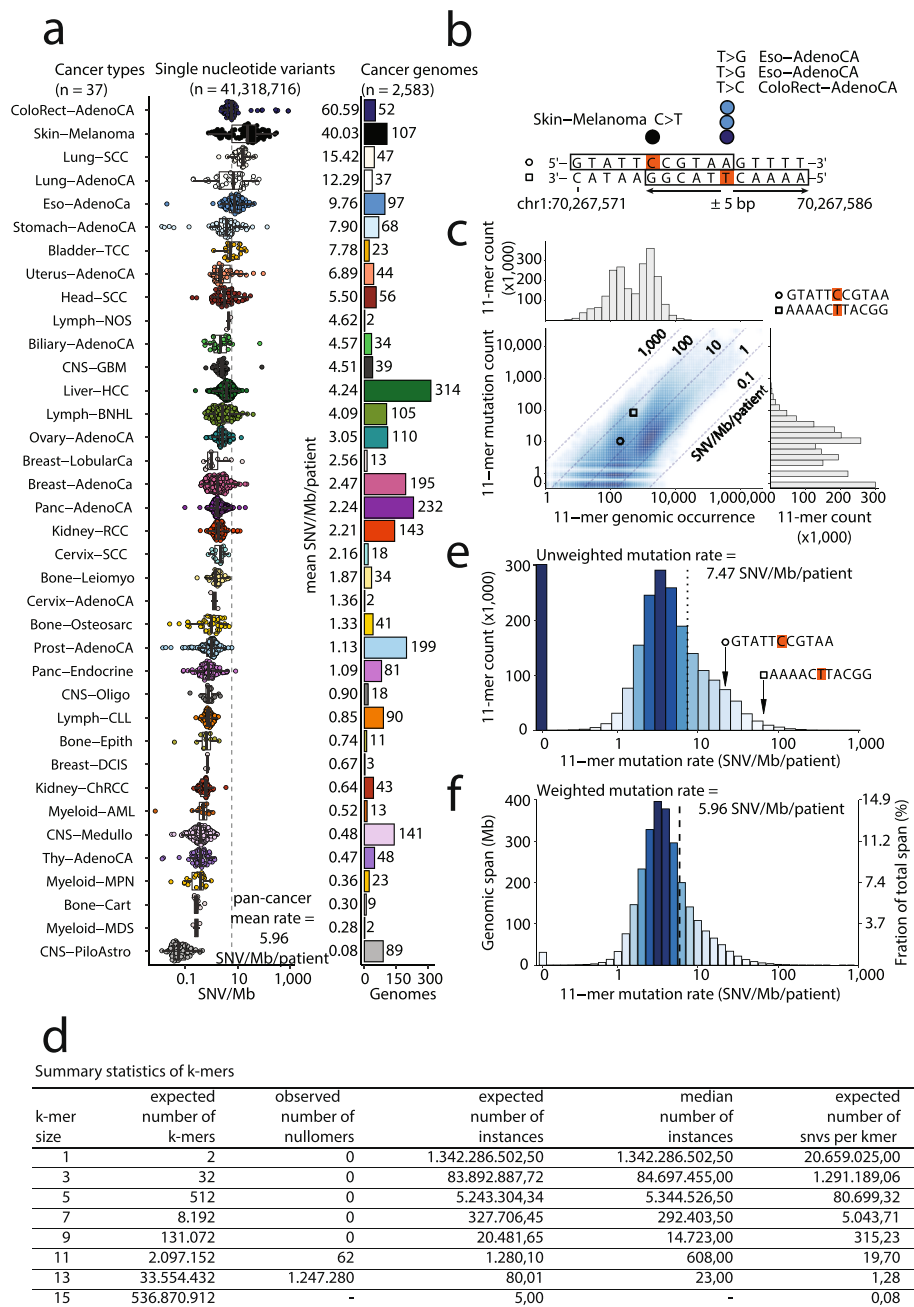 a
Cancer types
(n = 37)
Single nucleotide variants
(n = 41,318,716)
Cancer genomes
(n = 2,583)
ColoRect−AdenoCA 60.59 52
Skin−Melanoma 40.03 107
Lung−SCC 15.42 47
Lung−AdenoCA 12.29 37
Eso−AdenoCa 9.76 97
Stomach−AdenoCA 7.90 68
Bladder−TCC 7.78 23
Uterus−AdenoCA 6.89 44
Head−SCC 5.50 56
Lymph−NOS 4.62 2
Biliary−AdenoCA 4.57 34
CNS−GBM 4.51 39
Liver−HCC 4.24 314
Lymph−BNHL 4.09 105
Ovary−AdenoCA 3.05 110
Breast−LobularCa 2.56 13
Breast−AdenoCa 2.47 195
Panc−AdenoCA 2.24 232
Kidney−RCC 2.21 143
Cervix−SCC 2.16 18
Bone−Leiomyo 1.87 34
Cervix−AdenoCA 1.36 2
Bone−Osteosarc 1.33 41
Prost−AdenoCA 1.13 199
Panc−Endocrine 1.09 81
CNS−Oligo 0.90 18
Lymph−CLL 0.85 90
Bone−Epith 0.74 11
Breast−DCIS 0.67 3
Kidney−ChRCC 0.64 43
Myeloid−AML 0.52 13
CNS−Medullo 0.48 141
Thy−AdenoCA 0.47 48
Myeloid−MPN 0.36 23
Bone−Cart 0.30 9
Myeloid−MDS 0.28 2
CNS−PiloAstro 0.08 89
mean SNV/Mb/patient
pan-cancer
mean rate =
5.96
SNV/Mb/patient
0.1 10 1,000
SNV/Mb
0 150 300
Genomes
b
T>G Eso−AdenoCA
T>G Eso−AdenoCA
T>C ColoRect−AdenoCA
Skin−Melanoma C>T
5'- G T A T T C C G T A A G T T T T -3'
3'- C A T A A G G C A T T C A A A A -5'
chr1:70,267,571 ± 5 bp 70,267,586
c
11-mer count
(x1,000)
300
200
100
GTATTCCGTAA
AAAACTTACGG
11−mer mutation count
10,000
1,000
100
10
1
0
1,000 100 10 1 0.1
SNV/Mb/patient
1 100 10,000 1,000,000
11−mer genomic occurrence
0 100 200 300
11-mer count
(x1,000)
e
Unweighted mutation rate =
7.47 SNV/Mb/patient
11-mer count (x1,000)
300
200
100
0
GTATTCCGTAA
AAAACTTACGG
0 1 10 100 1,000
11−mer mutation rate (SNV/Mb/patient)
f
Weighted mutation rate =
5.96 SNV/Mb/patient
Genomic span (Mb)
400
300
200
100
0
14.9
11.2
7.4
3.7
Fration of total span (%)
0 1 10 100 1,000
11−mer mutation rate (SNV/Mb/patient)
d
Summary statistics of k-mers
expected observed expected median expected
k-mer number of number of number of number of number of
size k-mers nullomers instances instances snvs per kmer
1 2 0 1.342.286.502,50 1.342.286.502,50 20.659.025,00
3 32 0 83.892.887,72 84.697.455,00 1.291.189,06
5 512 0 5.243.304,34 5.344.526,50 80.699,32
7 8.192 0 327.706,45 292.403,50 5.043,71
9 131.072 0 20.481,65 14.723,00 315,23
11 2.097.152 62 1.280,10 608,00 19,70
13 33.554.432 1.247.280 80,01 23,00 1,28
15 536.870.912 - 5,00 - 0,08